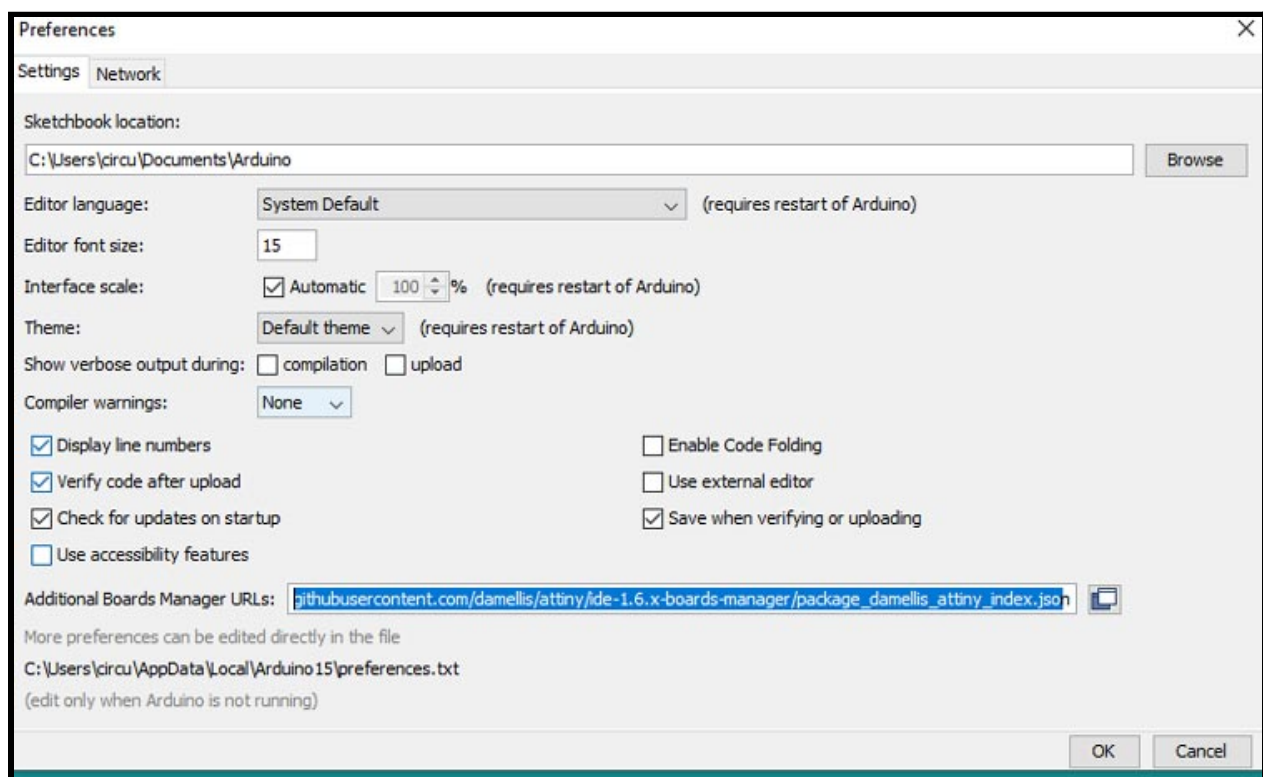 Preferences
Settings Network
Sketchbook location:
C:\Users\circu\Documents\Arduino Browse
Editor language: System Default (requires restart of Arduino)
Editor font size: 15
Interface scale: Automatic 100 % (requires restart of Arduino)
Theme: Default theme (requires restart of Arduino)
Show verbose output during: compilation upload
Compiler warnings: None
Display line numbers Enable Code Folding
Verify code after upload Use external editor
Check for updates on startup Save when verifying or uploading
Use accessibility features
Additional Boards Manager URLs: githubusercontent.com/damellis/attiny/ide-1.6.x-boards-manager/package_damellis_attiny_index.json
More preferences can be edited directly in the file
C:\Users\circu\AppData\Local\Arduino15\preferences.txt
(edit only when Arduino is not running)
OK Cancel